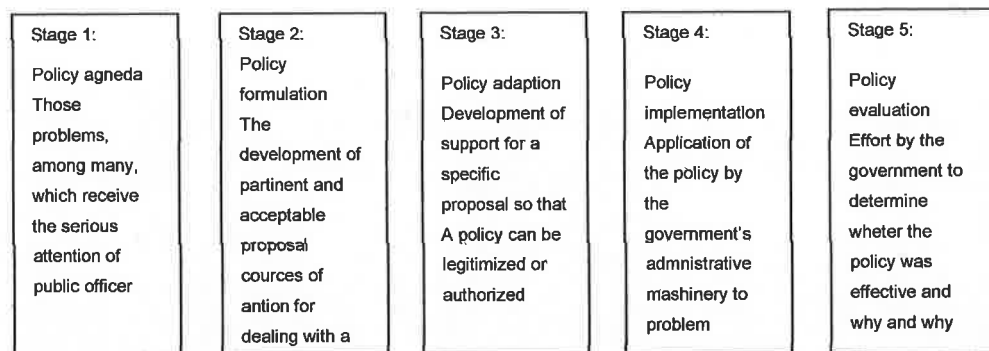 Stage 1:
Policy agneda
Those
problems,
among many,
which receive
the serious
attention of
public officer
Stage 2:
Policy
formulation
The
development of
partinent and
acceptable
proposal
cources of
antion for
dealing with a
Stage 3:
Policy adaption
Development of
support for a
specific
proposal so that
A policy can be
legitimized or
authorized
Stage 4:
Policy
implementation
Application of
the policy by
the
government's
admnistrative
mashinery to
problem
Stage 5:
Policy
evaluation
Effort by the
government to
determine
wheter the
policy was
effective and
why and why